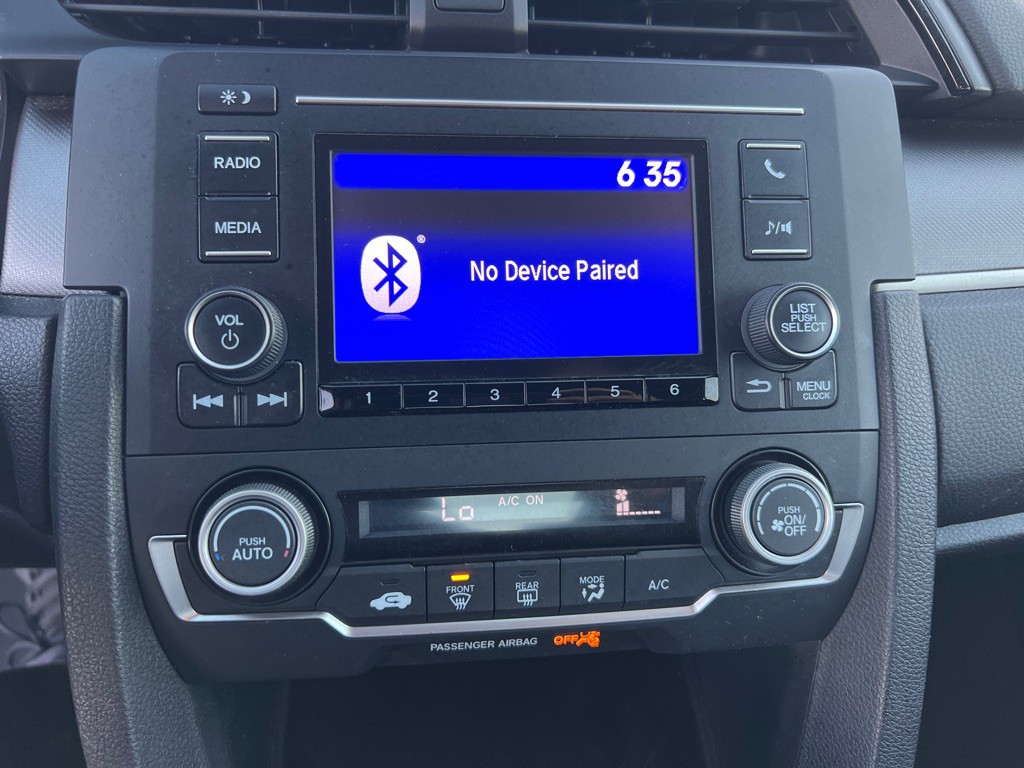 RADIO
MEDIA
6 35
®
No Device Paired
VOL
LIST
PUSH
SELECT
1 2 3 4 5 6
MENU
CLOCK
A/C ON
Lo
PUSH
AUTO
PUSH
ON/
OFF
FRONT
REAR
MODE
A/C
PASSENGER AIRBAG OFF